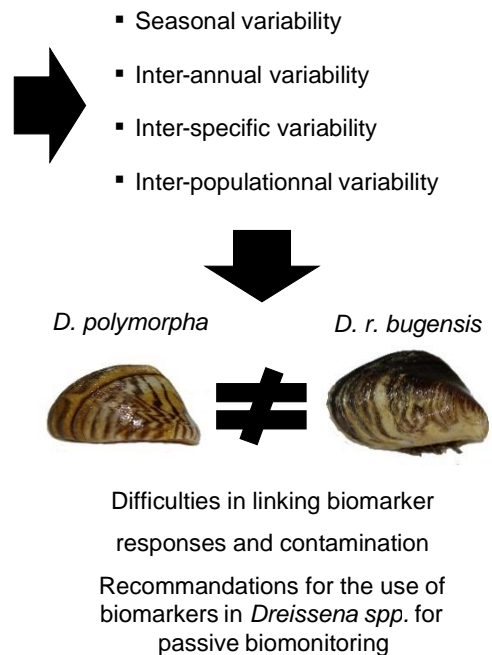 ▪ Seasonal variability
▪ Inter-annual variability
▪ Inter-specific variability
▪ Inter-populationnal variability
D. polymorpha
D. r. bugensis
≠
Difficulties in linking biomarker
responses and contamination
Recommandations for the use of
biomarkers in Dreissena spp. for
passive biomonitoring